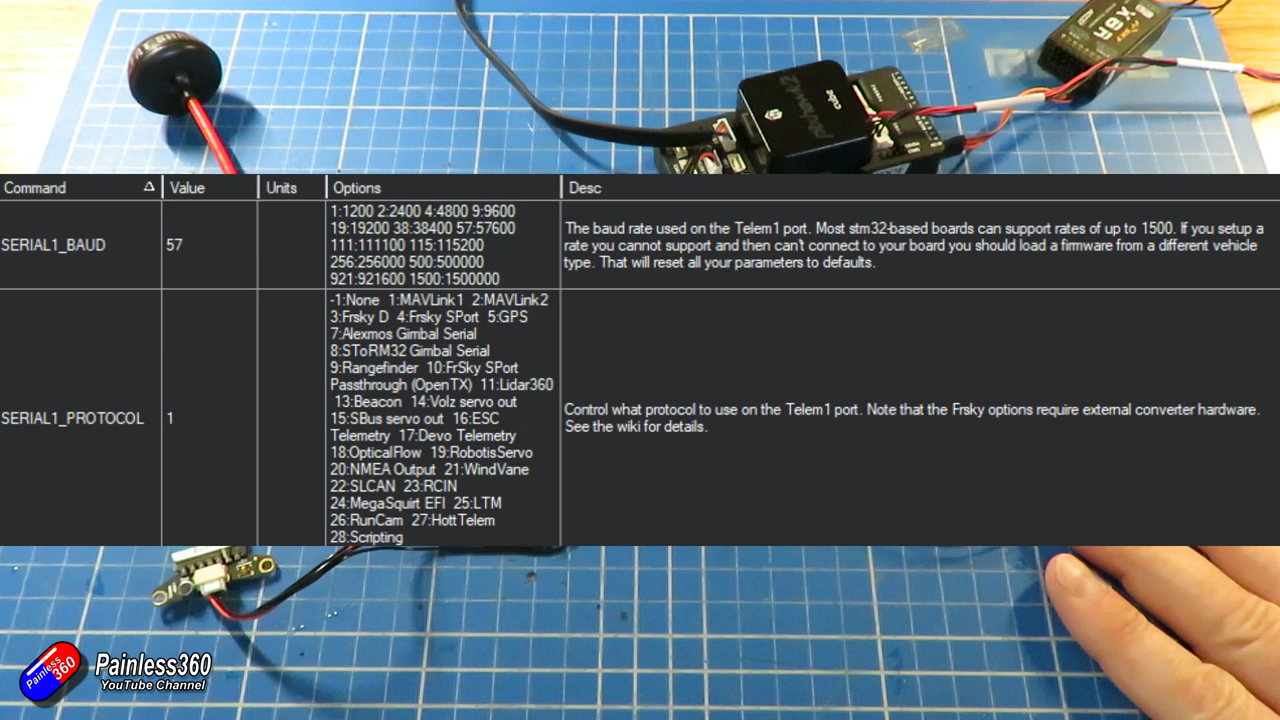 X8R
cube
pixhawk2
Command Value Units Options Desc
SERIAL1_BAUD 57
1:1200 2:2400 4:4800 9:9600
19:19200 38:38400 57:57600
111:111100 115:115200
256:256000 500:500000
921:921600 1500:1500000
The baud rate used on the Telem1 port. Most stm32-based boards can support rates of up to 1500. If you setup a
rate you cannot support and then can't connect to your board you should load a firmware from a different vehicle
type. That will reset all your parameters to defaults.
SERIAL1_PROTOCOL 1
-1:None 1:MAVLink1 2:MAVLink2
3:Frsky D 4:Frsky SPort 5:GPS
7:Alexmos Gimbal Serial
8:SToRM32 Gimbal Serial
9:Rangefinder 10:FrSky SPort
Passthrough (OpenTX) 11:Lidar360
13:Beacon 14:Volz servo out
15:SBus servo out 16:ESC
Telemetry 17:Devo Telemetry
18:OpticalFlow 19:RobotisServo
20:NMEA Output 21:WindVane
22:SLCAN 23:RCIN
24:MegaSquirt EFI 25:LTM
26:RunCam 27:HottTelem
28:Scripting
Control what protocol to use on the Telem1 port. Note that the Frsky options require external converter hardware.
See the wiki for details.
Painless
360
Painless360
YouTube Channel